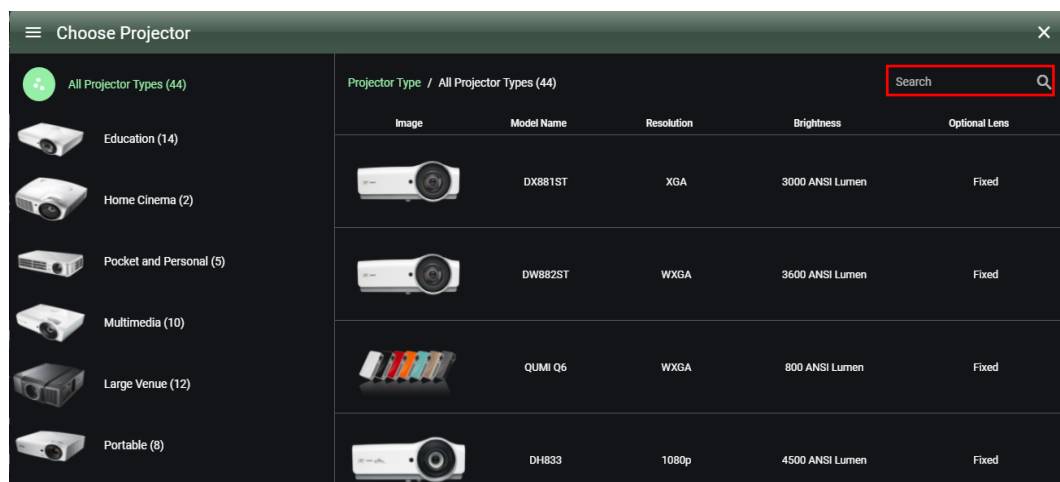 Choose Projector
All Projector Types (44)
Education (14)
Home Cinema (2)
Pocket and Personal (5)
Multimedia (10)
Large Venue (12)
Portable (8)
Projector Type / All Projector Types (44)
Search
Image Model Name Resolution Brightness Optional Lens
DX881ST XGA 3000 ANSI Lumen Fixed
DW882ST WXGA 3600 ANSI Lumen Fixed
QUMI Q6 WXGA 800 ANSI Lumen Fixed
DH833 1080p 4500 ANSI Lumen Fixed